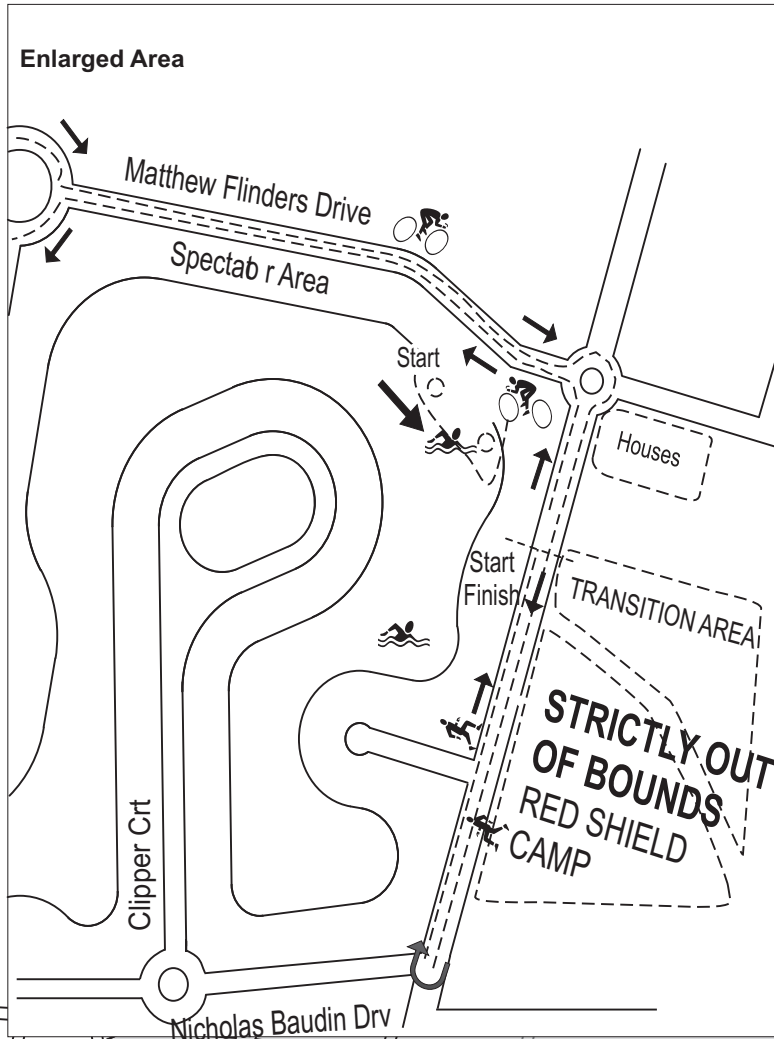 Enlarged Area
Matthew Flinders Drive
Spectato r Area
Start
Houses
Start
Finish
TRANSITION AREA
STRICTLY OUT
OF BOUNDS
RED SHIELD
CAMP
Clipper Crt
Nicholas Baudin Drv